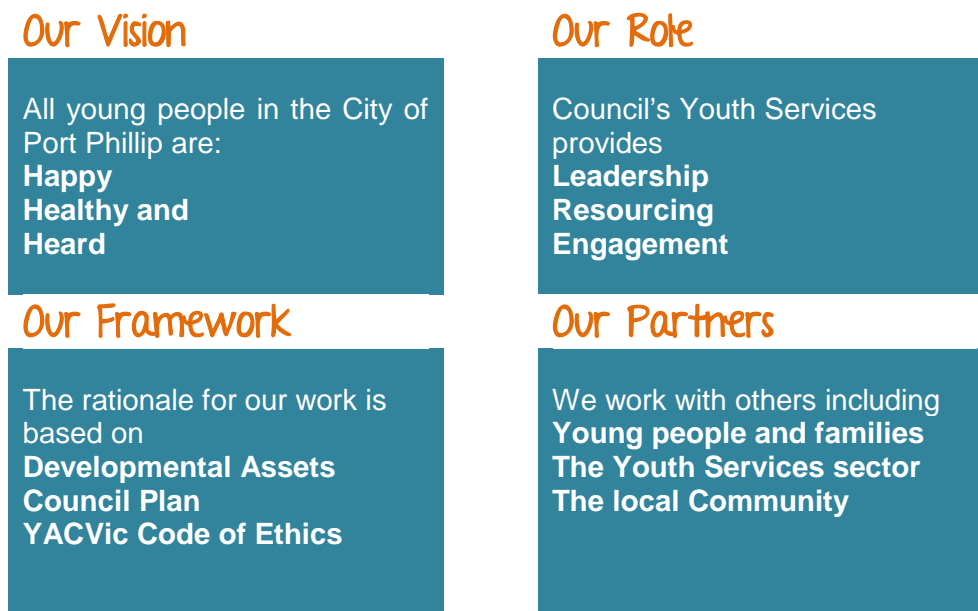 Our Vision
All young people in the City of
Port Phillip are:
Happy
Healthy and
Heard
Our Role
Council's Youth Services
provides
Leadership
Resourcing
Engagement
Our Framework
The rationale for our work is
based on
Developmental Assets
Council Plan
YACVic Code of Ethics
Our Partners
We work with others including
Young people and families
The Youth Services sector
The local Community